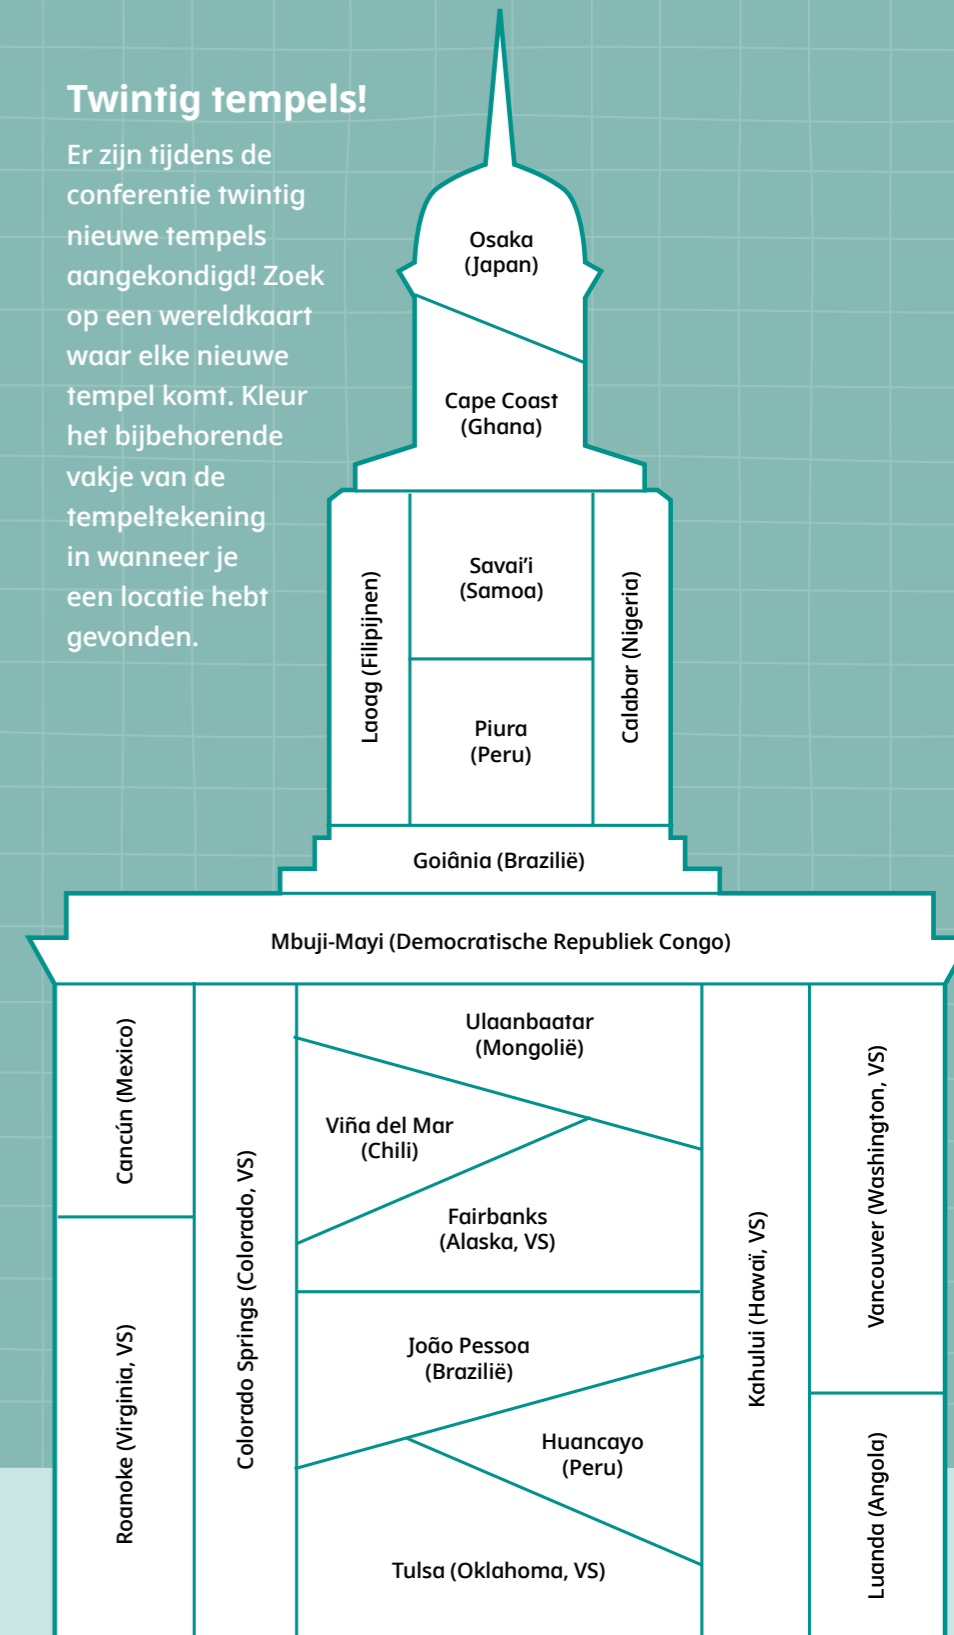 Twintig tempels!
Er zijn tijdens de
conferentie twintig
nieuwe tempels
aangekondigd! Zoek
op een wereldkaart
waar elke nieuwe
tempel komt. Kleur
het bijbehorende
vakje van de
tempeltekening
in wanneer je
een locatie hebt
gevonden.
Osaka
(Japan)
Cape Coast
(Ghana)
Laoag (Filipijnen)
Savai’i
(Samoa)
Calabar (Nigeria)
Piura
(Peru)
Goiânia (Brazilië)
Mbuji-Mayi (Democratische Republiek Congo)
Cancún (Mexico)
Roanoke (Virginia, VS)
Colorado Springs (Colorado, VS)
Ulaanbaatar
(Mongolië)
Viña del Mar
(Chili)
Fairbanks
(Alaska, VS)
João Pessoa
(Brazilië)
Huancayo
(Peru)
Tulsa (Oklahoma, VS)
Kahului (Hawaï, VS)
Vancouver (Washington, VS)
Luanda (Angola)